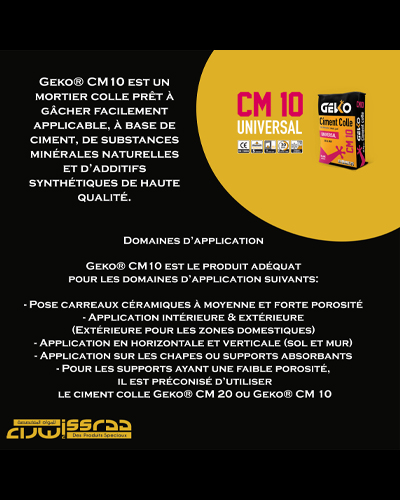 Geko® CM10 est un
mortier colle prêt à
gâcher facilement
applicable, à base de
ciment, de substances
minérales naturelles
et d'additifs
synthétiques de haute
qualité.
CM 10
UNIVERSAL
GEKO
Ciment Colle
UNIVERSAL
CM 10
Domaines d'application
Geko® CM10 est le produit adéquat
pour les domaines d'application suivants:
- Pose carreaux céramiques à moyenne et forte porosité
- Application intérieure & extérieure
(Extérieure pour les zones domestiques)
- Application en horizontale et verticale (sol et mur)
- Application sur les chapes ou supports absorbants
- Pour les supports ayant une faible porosité,
il est préconisé d'utiliser
le ciment colle Geko® CM 20 ou Geko® CM 10
Des Produits Spéciaux